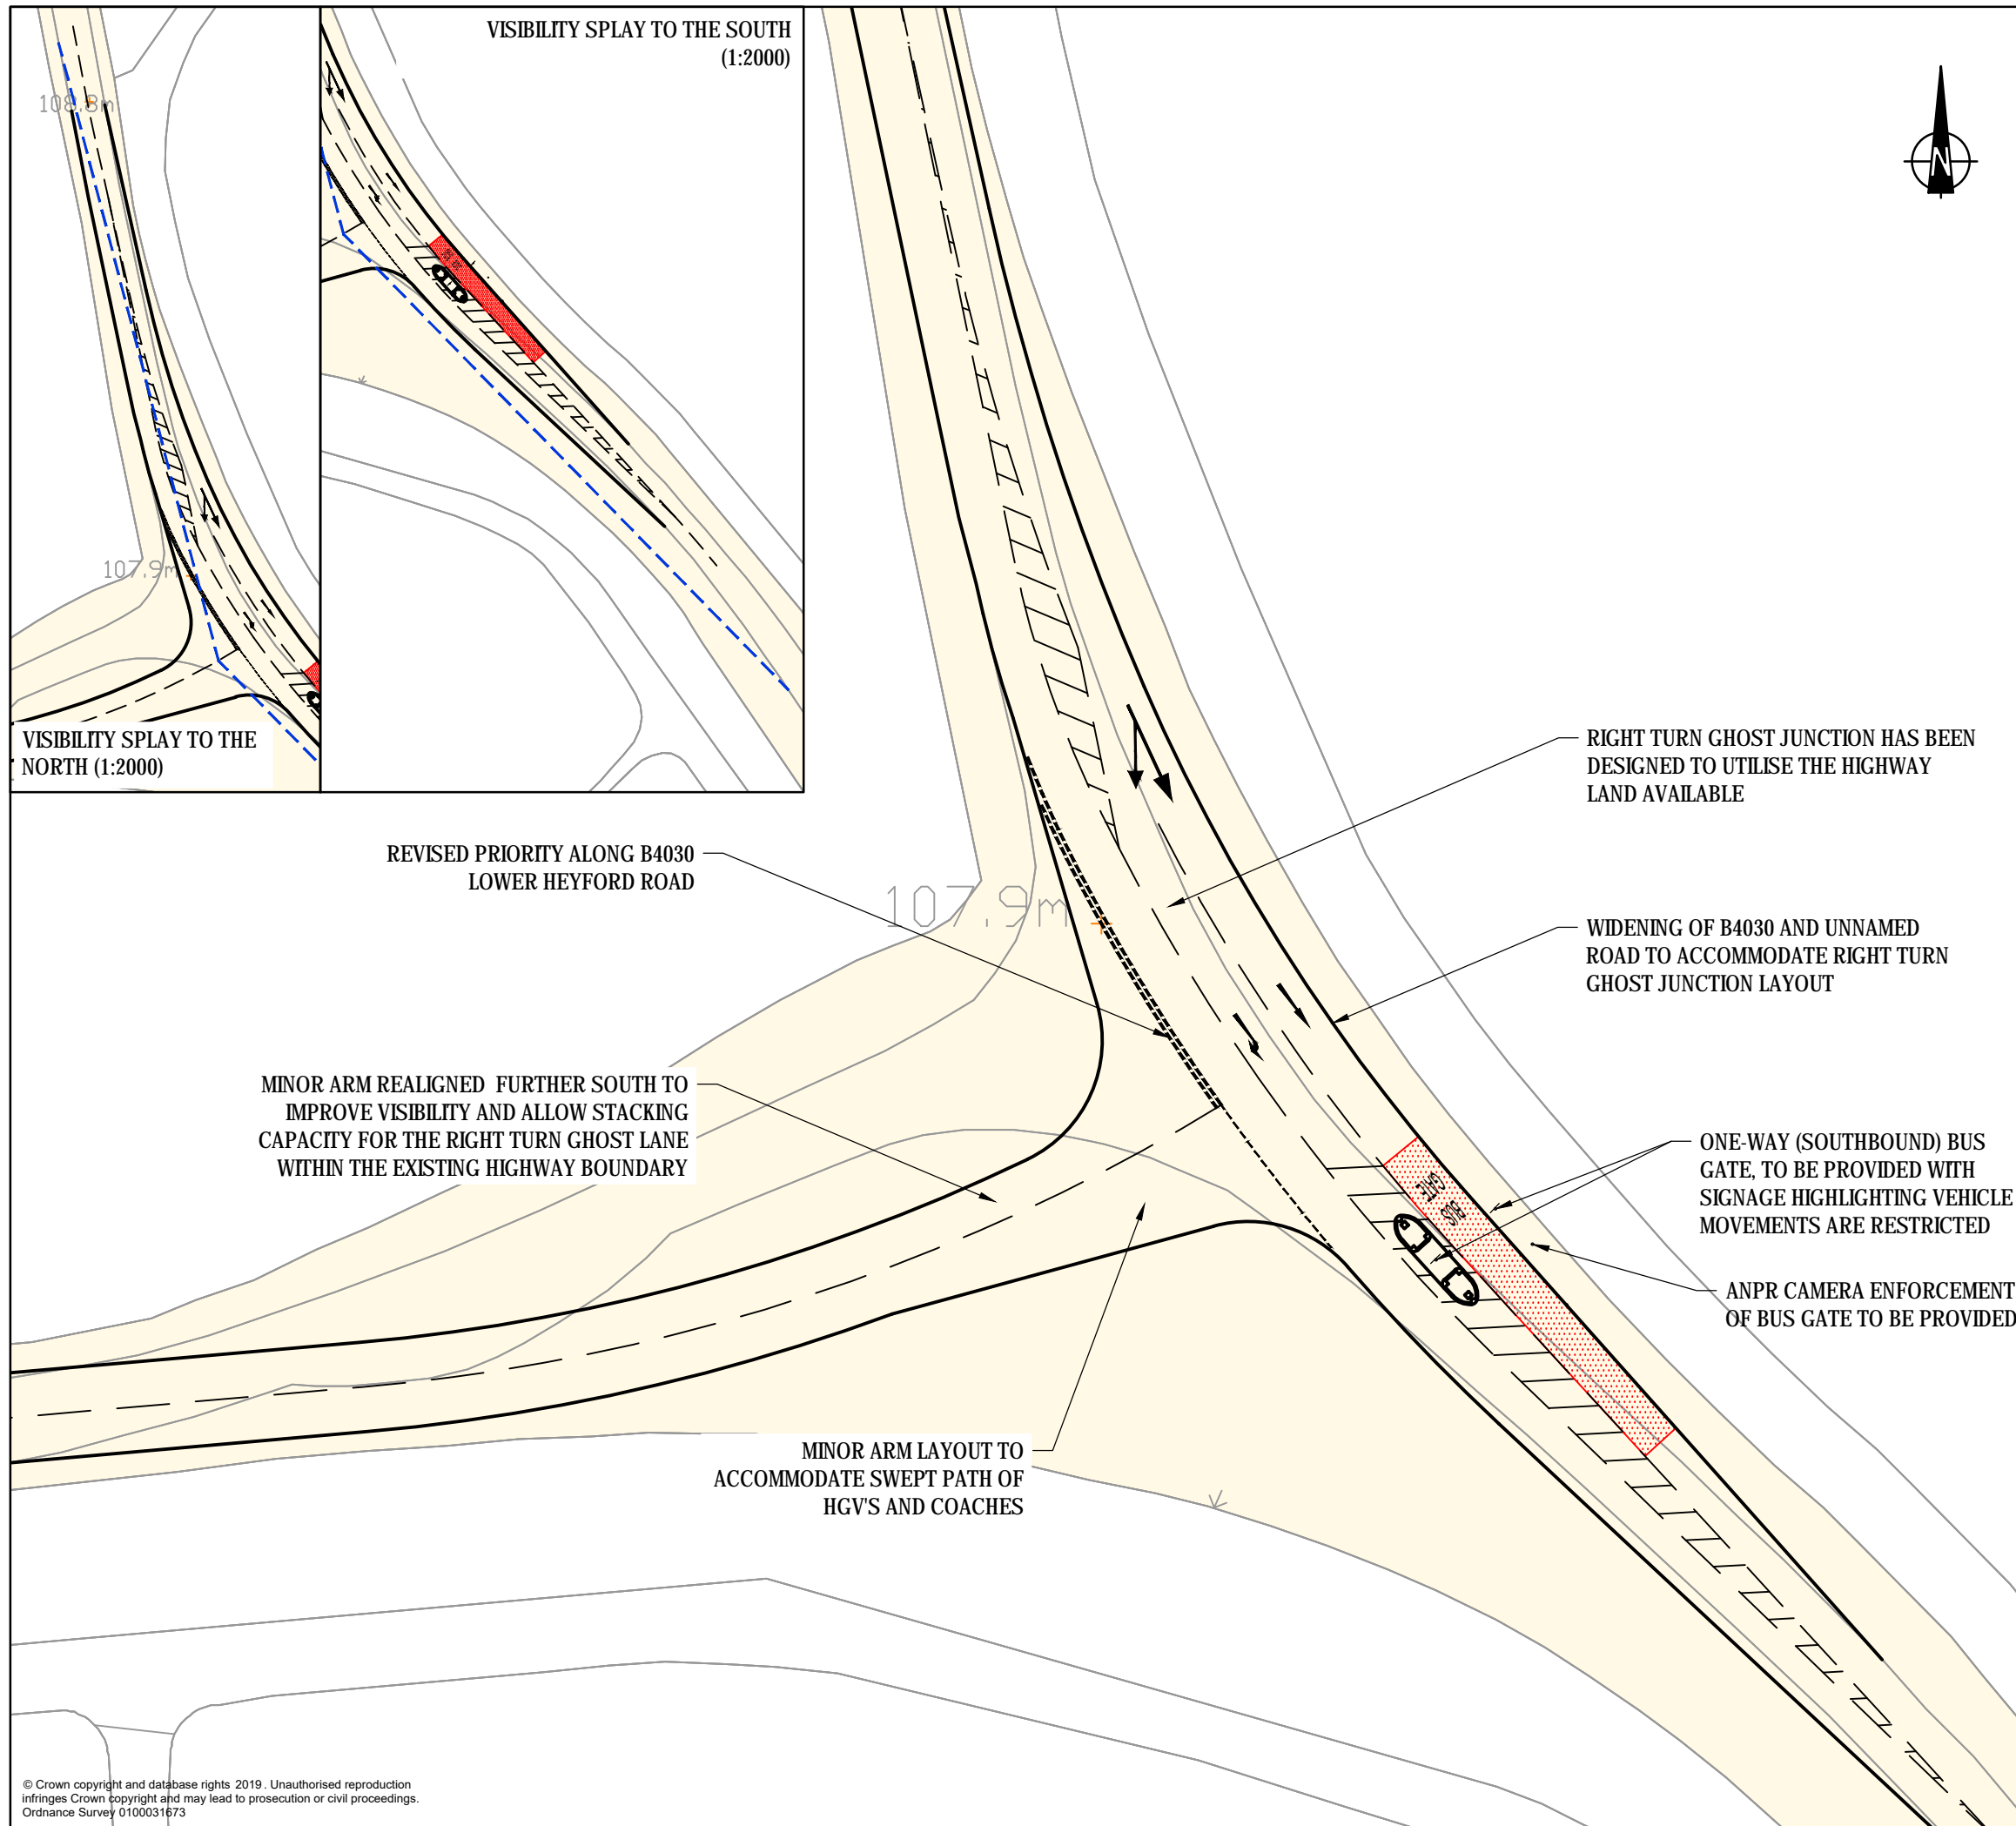 VISIBILITY SPLAY TO THE SOUTH
(1:2000)
108.8m
N
107.9m
VISIBILITY SPLAY TO THE
NORTH (1:2000)
RIGHT TURN GHOST JUNCTION HAS BEEN
DESIGNED TO UTILISE THE HIGHWAY
LAND AVAILABLE
REVISED PRIORITY ALONG B4030
LOWER HEYFORD ROAD
107.9m
WIDENING OF B4030 AND UNNAMED
ROAD TO ACCOMMODATE RIGHT TURN
GHOST JUNCTION LAYOUT
MINOR ARM REALIGNED FURTHER SOUTH TO
IMPROVE VISIBILITY AND ALLOW STACKING
CAPACITY FOR THE RIGHT TURN GHOST LANE
WITHIN THE EXISTING HIGHWAY BOUNDARY
ONE-WAY (SOUTHBOUND) BUS
GATE, TO BE PROVIDED WITH
SIGNAGE HIGHLIGHTING VEHICLE
MOVEMENTS ARE RESTRICTED
BUS
GATE
ANPR CAMERA ENFORCEMENT
OF BUS GATE TO BE PROVIDED
MINOR ARM LAYOUT TO
ACCOMMODATE SWEPT PATH OF
HGV'S AND COACHES
© Crown copyright and database rights 2019. Unauthorised reproduction
infringes Crown copyright and may lead to prosecution or civil proceedings.
Ordnance Survey 0100031673